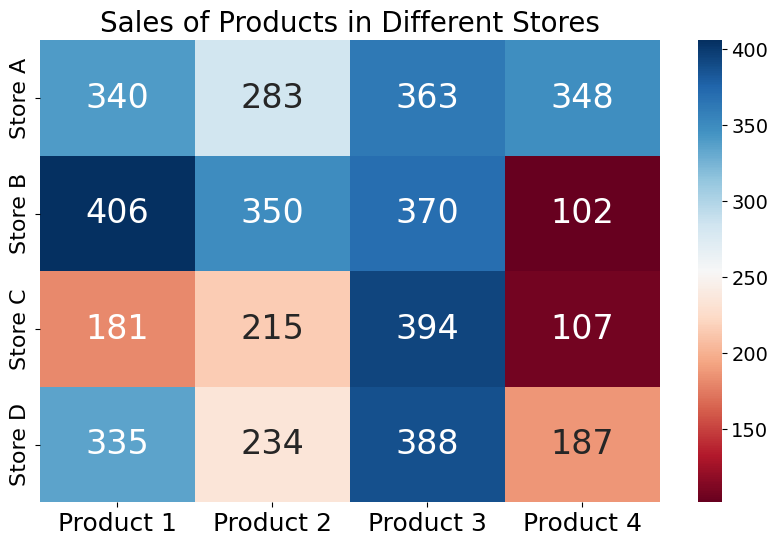 Sales of Products in Different Stores
Store A 340 283 363 348
Store B 406 350 370 102
Store C 181 215 394 107
Store D 335 234 388 187
Product 1 Product 2 Product 3 Product 4
400
350
300
250
200
150